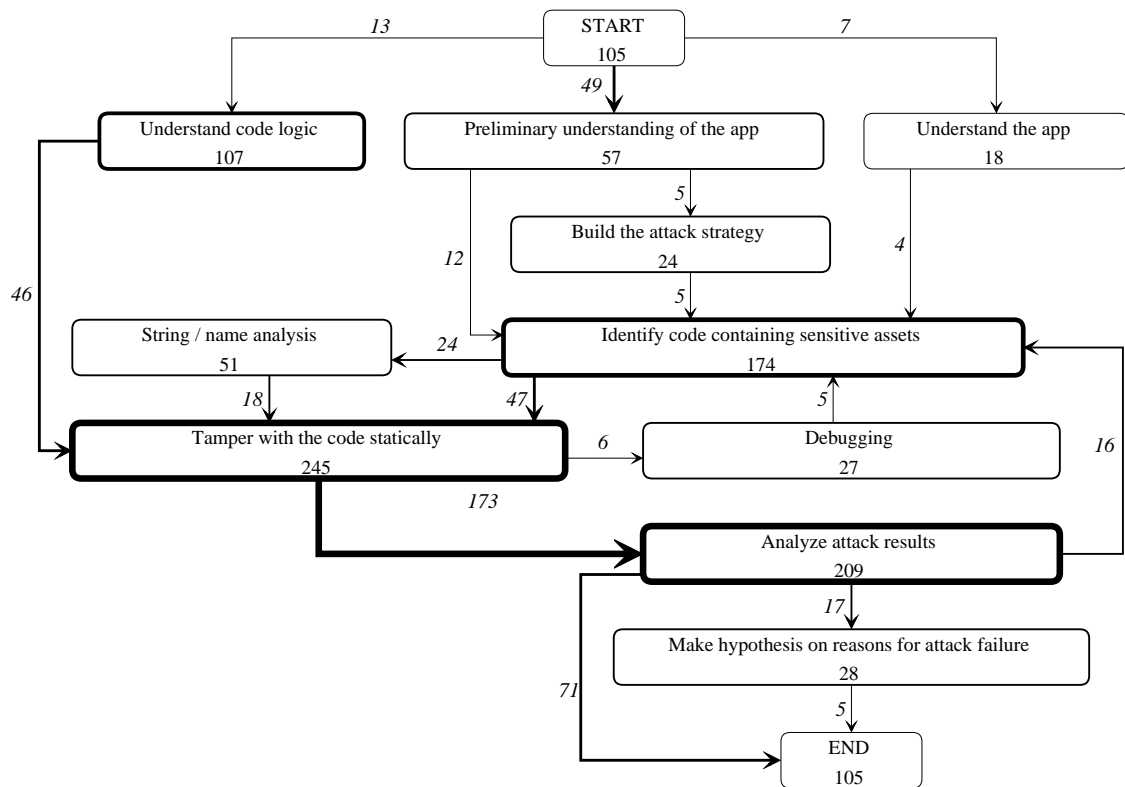 START
105
13
7
49
Understand code logic
107
Preliminary understanding of the app
57
Understand the app
18
5
Build the attack strategy
24
12
4
46
5
String / name analysis
51
24
Identify code containing sensitive assets
174
18
47
5
Tamper with the code statically
245
6
Debugging
27
16
173
Analyze attack results
209
17
Make hypothesis on reasons for attack failure
28
71
5
END
105